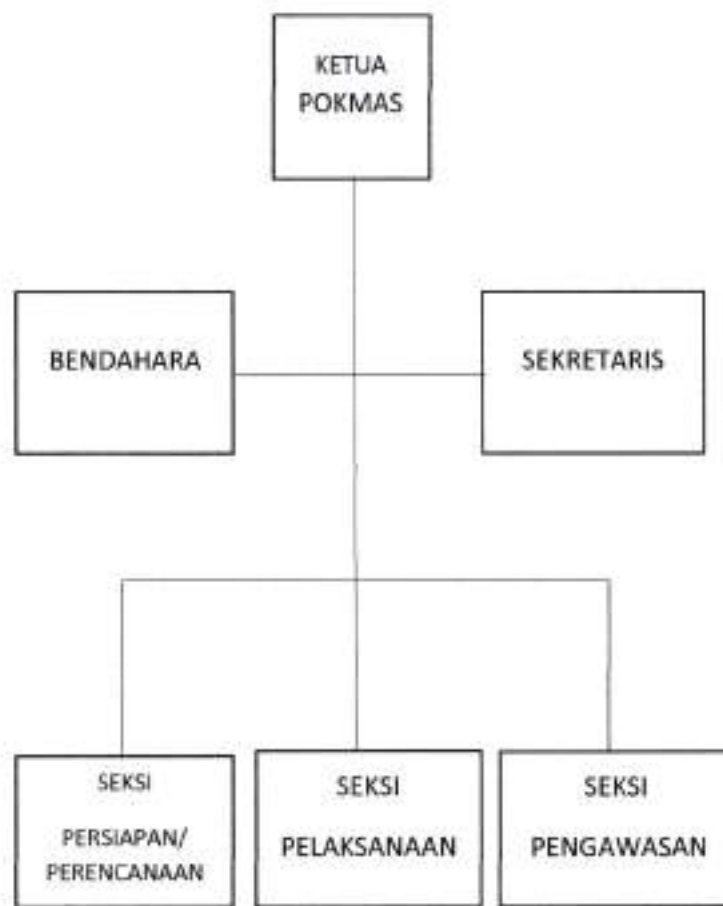 KETUA
POKMAS
BENDAHARA
SEKRETARIS
SEKSI
PERSIAPAN/
PERENCANAAN
SEKSI
PELAKSANAAN
SEKSI
PENGAWASAN